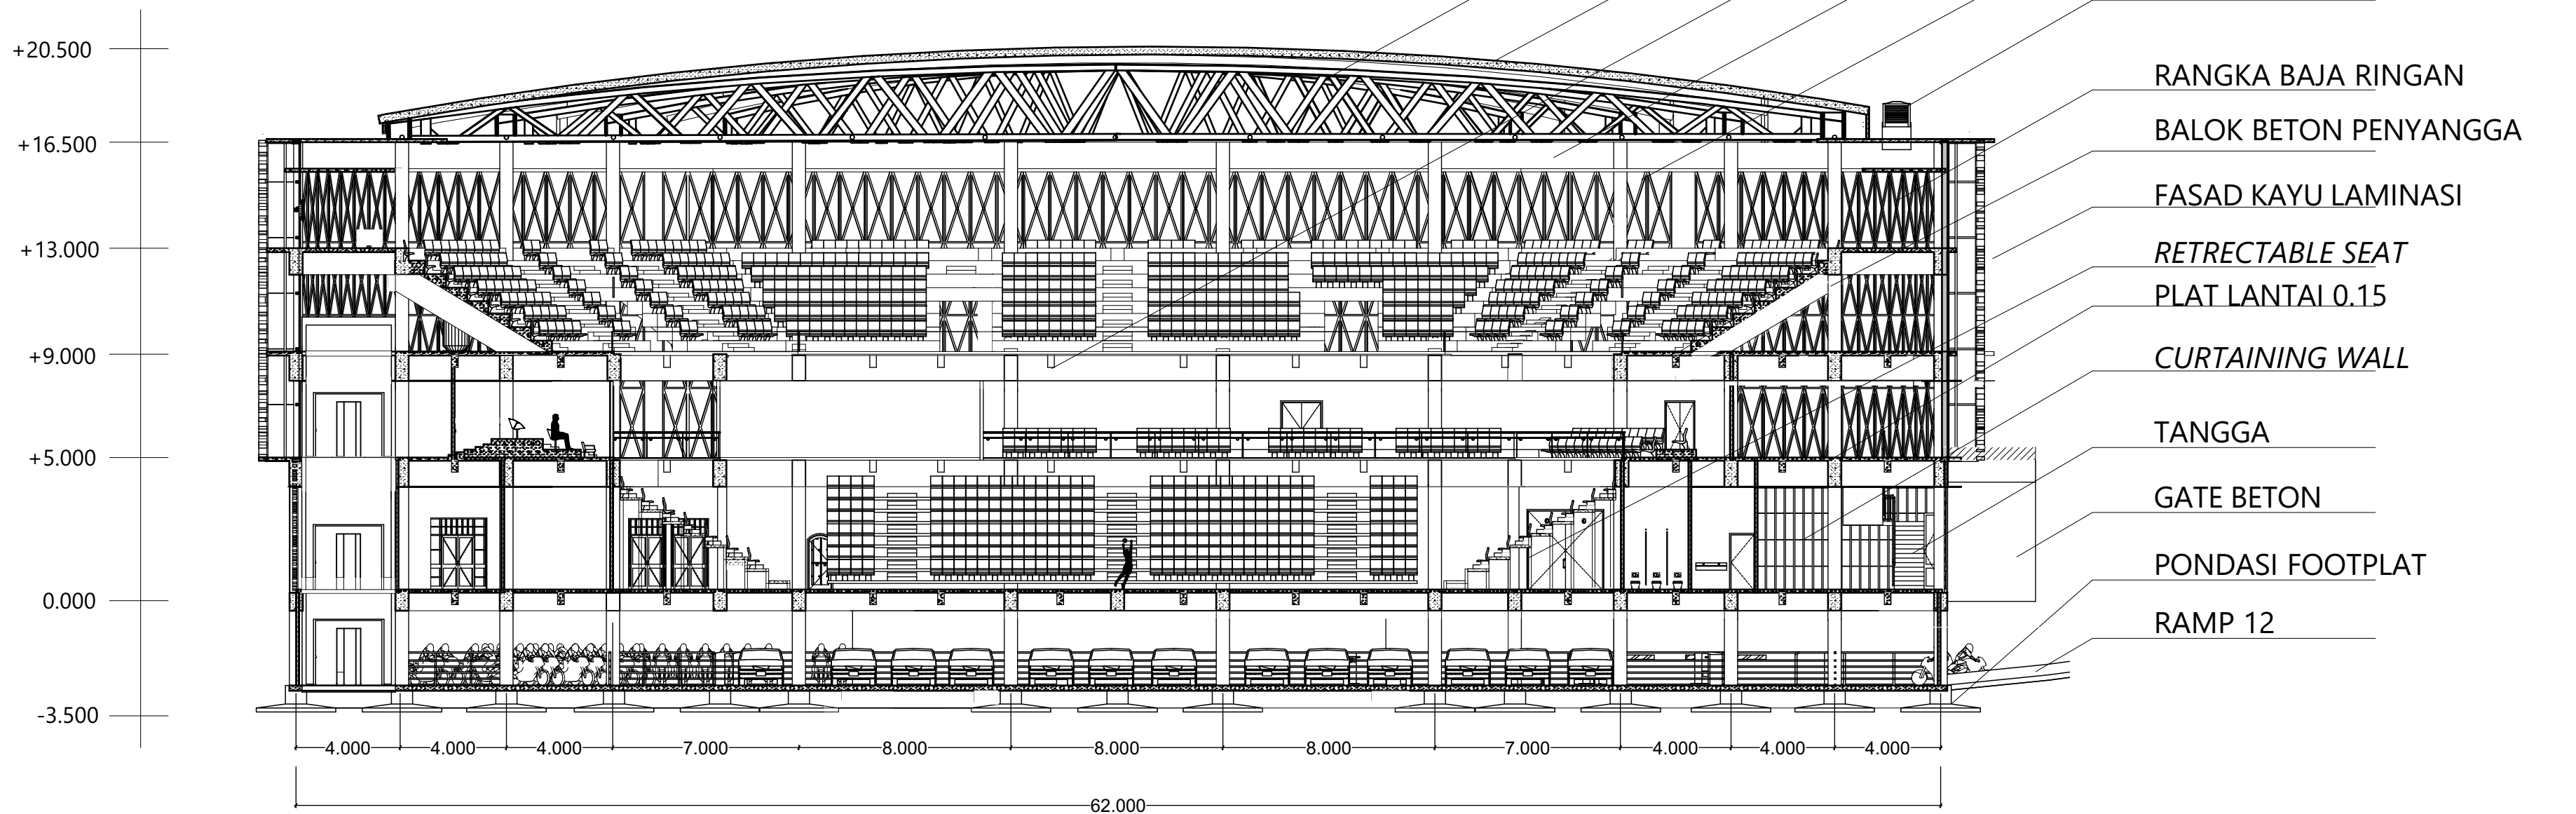 +20.500
+16.500
+13.000
+9.000
+5.000
0.000
-3.500
RANGKA BAJA RINGAN
BALOK BETON PENYANGGA
FASAD KAYU LAMINASI
RETRECTABLE SEAT
PLAT LANTAI 0.15
CURTAINING WALL
TANGGA
GATE BETON
PONDASI FOOTPLAT
RAMP 12
4.000 4.000 4.000 7.000 8.000 8.000 8.000 7.000 4.000 4.000 4.000
62.000